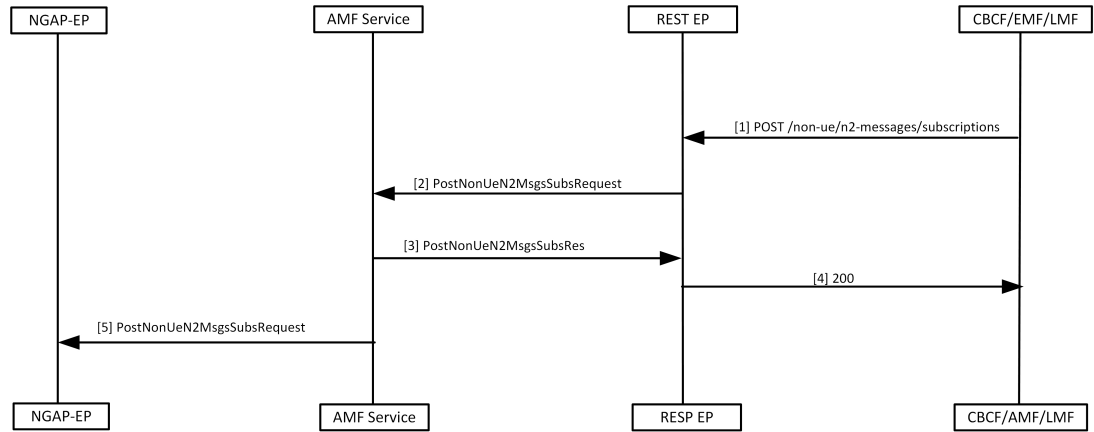 NGAP-EP
AMF Service
REST EP
CBCF/EMF/LMF
[1] POST /non-ue/n2-messages/subscriptions
[2] PostNonUeN2MsgsSubsRequest
[3] PostNonUeN2MsgsSubsRes
[4] 200
[5] PostNonUeN2MsgsSubsRequest
NGAP-EP
AMF Service
RESP EP
CBCF/AMF/LMF